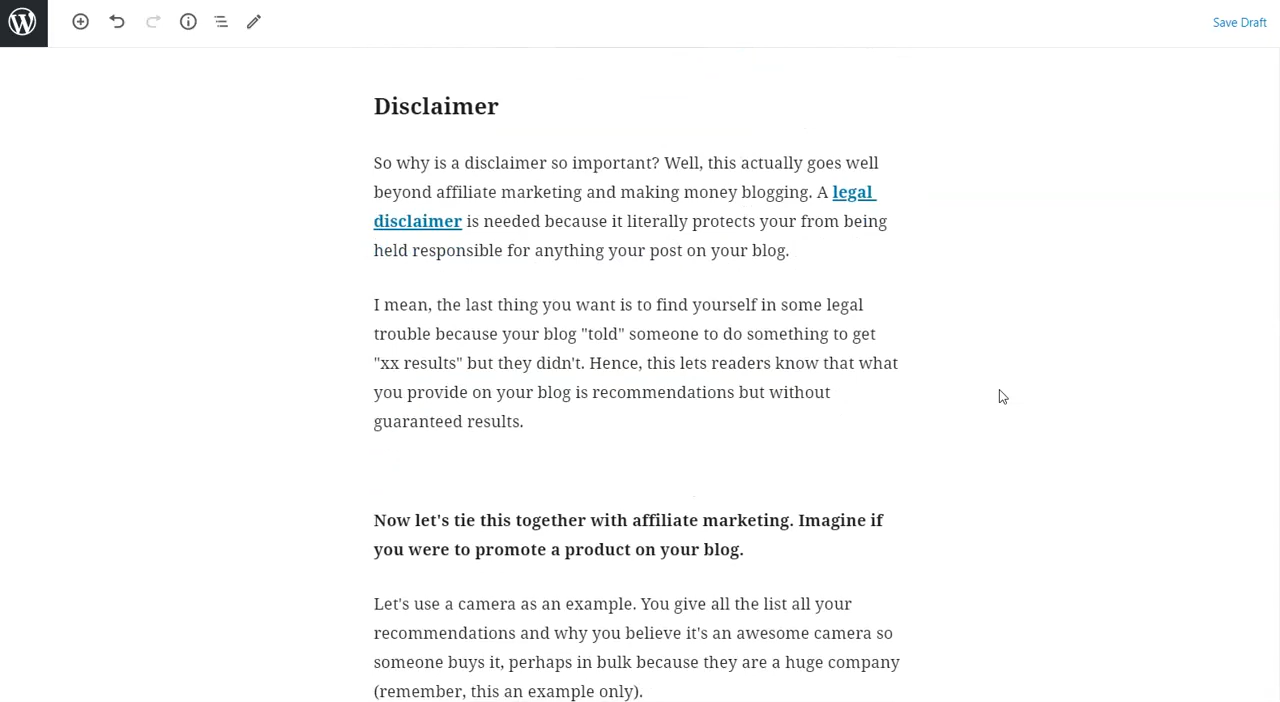 Save Draft
Disclaimer
So why is a disclaimer so important? Well, this actually goes well
beyond affiliate marketing and making money blogging. A legal
disclaimer is needed because it literally protects your from being
held responsible for anything your post on your blog.
I mean, the last thing you want is to find yourself in some legal
trouble because your blog "told" someone to do something to get
"xx results" but they didn't. Hence, this lets readers know that what
you provide on your blog is recommendations but without
guaranteed results.
Now let's tie this together with affiliate marketing. Imagine if
you were to promote a product on your blog.
Let's use a camera as an example. You give all the list all your
recommendations and why you believe it's an awesome camera so
someone buys it, perhaps in bulk because they are a huge company
(remember, this an example only).